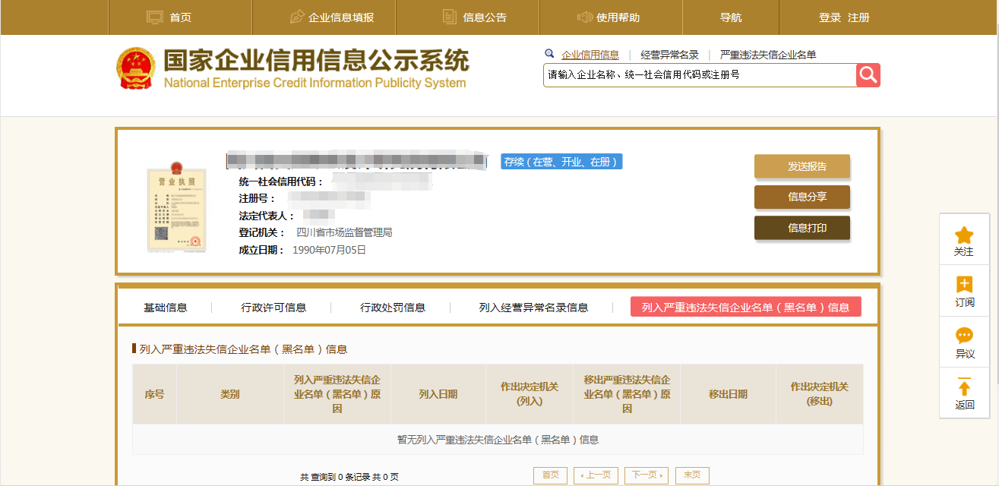 首页
企业信息填报
信息公告
使用帮助
导航
登录 注册
国家企业信用信息公示系统
National Enterprise Credit Information Publicity System
企业信用信息 | 经营异常名录 | 严重违法失信企业名单
请输入企业名称、统一社会信用代码或注册号
营业执照
存续（在营、开业、在册）
统一社会信用代码：
注册号：
法定代表人：
登记机关： 四川省市场监督管理局
成立日期： 1990年07月05日
发送报告
信息分享
信息打印
关注
订阅
异议
返回
基础信息
行政许可信息
行政处罚信息
列入经营异常名录信息
列入严重违法失信企业名单（黑名单）信息
列入严重违法失信企业名单（黑名单）信息
序号
类别
列入严重违法失信企
业名单（黑名单）原
因
列入日期
作出决定机关
(列入)
移出严重违法失信企
业名单（黑名单）原
因
移出日期
作出决定机关
(移出)
暂无列入严重违法失信企业名单（黑名单）信息
共 查询到 0 条记录 共 0 页
首页
上一页
下一页
末页